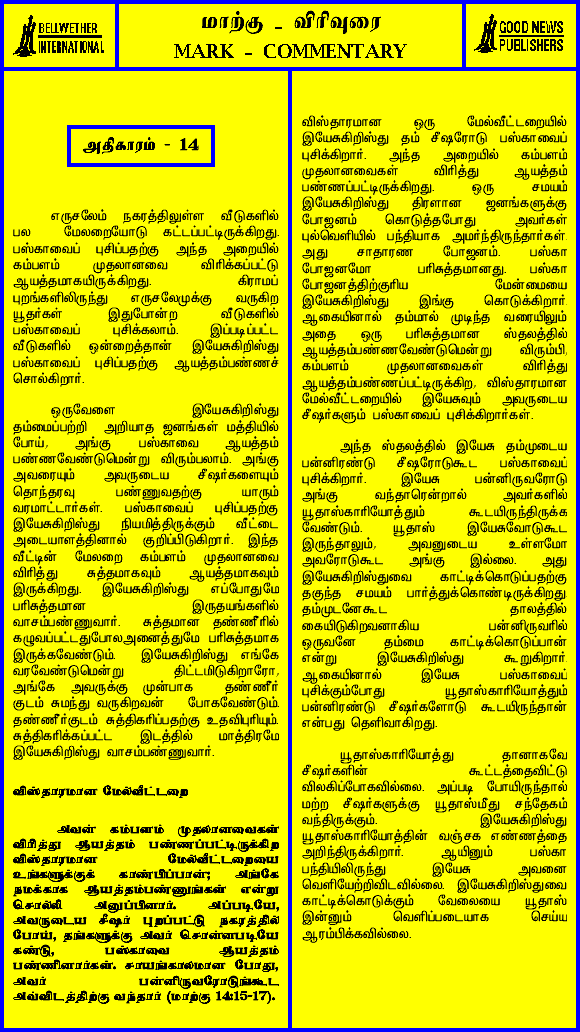 BELLWETHER
INTERNATIONAL
மாற்கு - விரிவுரை
MARK - COMMENTARY
GOOD NEWS
PUBLISHERS
அதிகாரம் - 14
எருசலேம் நகரத்திலுள்ள வீடுகளில்
பல மேலறையோடு கட்டப்பட்டிருக்கிறது.
பஸ்காவைப் புசிப்பதற்கு அந்த அறையில்
கம்பளம் முதலானவை விரிக்கப்பட்டு
ஆயத்தமாகயிருக்கிறது. கிராமப்
புறங்களிலிருந்து எருசலேமுக்கு வருகிற
யூதர்கள் இதுபோன்ற வீடுகளில்
பஸ்காவைப் புசிக்கலாம். இப்படிப்பட்ட
வீடுகளில் ஒன்றைத்தான் இயேசுகிறிஸ்து
பஸ்காவைப் புசிப்பதற்கு ஆயத்தம்பண்ணச்
சொல்கிறார்.
ஒருவேளை இயேசுகிறிஸ்து
தம்மைப்பற்றி அறியாத ஜனங்கள் மத்தியில்
போய், அங்கு பஸ்காவை ஆயத்தம்
பண்ணவேண்டுமென்று விரும்பலாம். அங்கு
அவரையும் அவருடைய சீஷர்களையும்
தொந்தரவு பண்ணுவதற்கு யாரும்
வரமாட்டார்கள். பஸ்காவைப் புசிப்பதற்கு
இயேசுகிறிஸ்து நியமித்திருக்கும் வீட்டை
அடையாளத்தினால் குறிப்பிடுகிறார். இந்த
வீட்டின் மேலறை கம்பளம் முதலானவை
விரித்து சுத்தமாகவும் ஆயத்தமாகவும்
இருக்கிறது. இயேசுகிறிஸ்து எப்போதுமே
பரிசுத்தமான இருதயங்களில்
வாசம்பண்ணுவார். சுத்தமான தண்ணீரில்
கழுவப்பட்டதுபோலஅனைத்துமே பரிசுத்தமாக
இருக்கவேண்டும். இயேசுகிறிஸ்து எங்கே
வரவேண்டுமென்று திட்டமிடுகிறாரோ,
அங்கே அவருக்கு முன்பாக தண்ணீர்
குடம் சுமந்து வருகிறவன் போகவேண்டும்.
தண்ணீர்குடம் சுத்திகரிப்பதற்கு உதவிபுரியும்.
சுத்திகரிக்கப்பட்ட இடத்தில் மாத்திரமே
இயேசுகிறிஸ்து வாசம்பண்ணுவார்.
விஸ்தாரமான மேல்வீட்டறை
அவன் கம்பளம் முதலானவைகள்
விரித்து ஆயத்தம் பண்ணப்பட்டிருக்கிற
விஸ்தாரமான மேல்வீட்டறையை
உங்களுக்குக் காண்பிப்பான்; அங்கே
நமக்காக ஆயத்தம்பண்ணுங்கள் என்று
சொல்லி அனுப்பினார். அப்படியே,
அவருடைய சீஷர் புறப்பட்டு நகரத்தில்
போய், தங்களுக்கு அவர் சொன்னபடியே
கண்டு, பஸ்காவை ஆயத்தம்
பண்ணினார்கள். சாயங்காலமான போது,
அவர் பன்னிருவரோடுங்கூட
அவ்விடத்திற்கு வந்தார் (மாற்கு 14:15-17).
விஸ்தாரமான ஒரு மேல்வீட்டறையில்
இயேசுகிறிஸ்து தம் சீஷரோடு பஸ்காவைப்
புசிக்கிறார். அந்த அறையில் கம்பளம்
முதலானவைகள் விரித்து ஆயத்தம்
பண்ணப்பட்டிருக்கிறது. ஒரு சமயம்
இயேசுகிறிஸ்து திரளான ஜனங்களுக்கு
போஜனம் கொடுத்தபோது அவர்கள்
புல்வெளியில் பந்தியாக அமர்ந்திருந்தார்கள்.
அது சாதாரண போஜனம். பஸ்கா
போஜனமோ பரிசுத்தமானது. பஸ்கா
போஜனத்திற்குரிய மேன்மையை
இயேசுகிறிஸ்து இங்கு கொடுக்கிறார்.
ஆகையினால் தம்மால் முடிந்த வரையிலும்
அதை ஒரு பரிசுத்தமான ஸ்தலத்தில்
ஆயத்தம்பண்ணவேண்டுமென்று விரும்பி,
கம்பளம் முதலானவைகள் விரித்து
ஆயத்தம்பண்ணப்பட்டிருக்கிற, விஸ்தாரமான
மேல்வீட்டறையில் இயேசுவும் அவருடைய
சீஷர்களும் பஸ்காவைப் புசிக்கிறார்கள்.
அந்த ஸ்தலத்தில் இயேசு தம்முடைய
பன்னிரண்டு சீஷரோடுகூட பஸ்காவைப்
புசிக்கிறார். இயேசு பன்னிருவரோடு
அங்கு வந்தாரென்றால் அவர்களில்
யூதாஸ்காரியோத்தும் கூடயிருந்திருக்க
வேண்டும். யூதாஸ் இயேசுவோடுகூட
இருந்தாலும், அவனுடைய உள்ளமோ
அவரோடுகூட அங்கு இல்லை. அது
இயேசுகிறிஸ்துவை காட்டிக்கொடுப்பதற்கு
தகுந்த சமயம் பார்த்துக்கொண்டிருக்கிறது
தம்முடனேகூட தாலத்தில்
கையிடுகிறவனாகிய பன்னிருவரில்
ஒருவனே தம்மை காட்டிக்கொடுப்பான்
என்று இயேசுகிறிஸ்து கூறுகிறார்.
ஆகையினால் இயேசு பஸ்காவைப்
புசிக்கும்போது யூதாஸ்காரியோத்தும்
பன்னிரண்டு சீஷர்களோடு கூடயிருந்தான்
என்பது தெளிவாகிறது.
யூதாஸ்காரியோத்து தானாகவே
சீஷர்களின் கூட்டத்தைவிட்டு
விலகிப்போகவில்லை. அப்படி போயிருந்தால்
மற்ற சீஷர்களுக்கு யூதாஸ்மீது சந்தேகம்
வந்திருக்கும். இயேசுகிறிஸ்து
யூதாஸ்காரியோத்தின் வஞ்சக எண்ணத்தை
அறிந்திருக்கிறார். ஆயினும் பஸ்கா
பந்தியிலிருந்து இயேசு அவனை
வெளியேற்றிவிடவில்லை. இயேசுகிறிஸ்துவை
காட்டிக்கொடுக்கும் வேலையை யூதாஸ்
இன்னும் வெளிப்படையாக செய்ய
ஆரம்பிக்கவில்லை.